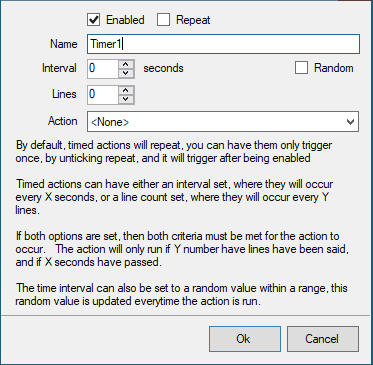 Enabled Repeat
Name Timer1
Interval 0 seconds Random
Lines 0
Action <None>
By default, timed actions will repeat, you can have them only trigger
once, by unticking repeat, and it will trigger after being enabled
Timed actions can have either an interval set, where they will occur
every X seconds, or a line count set, where they will occur every Y
lines.
If both options are set, then both criteria must be met for the action to
occur. The action will only run if Y number have lines have been said,
and if X seconds have passed.
The time interval can also be set to a random value within a range, this
random value is updated everytime the action is run.
Ok Cancel